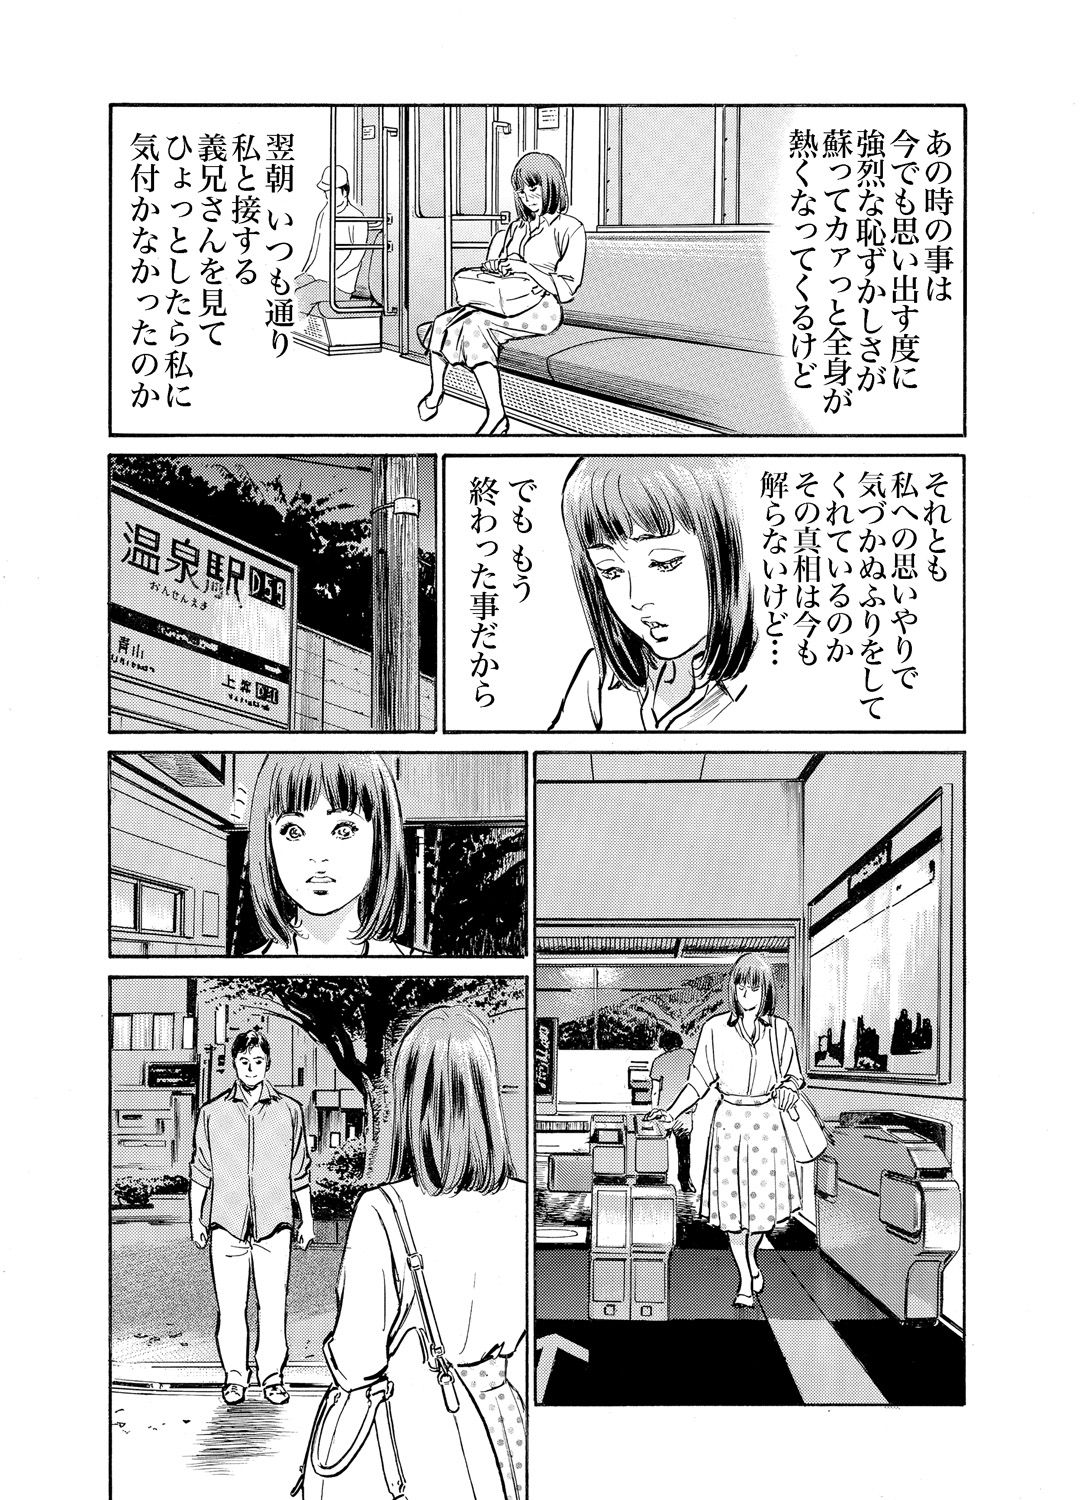 あの時の事は
今でも思い出す度に
強烈な恥ずかしさが
蘇ってカァっと全身が
熱くなってくるけど
翌朝 いつも通り
私と接する
義兄さんを見て
ひょっとしたら私に
気付かなかったのか
それとも
私への思いやりで
気づかぬふりをして
くれているのか
その真相は今も
解らないけど…
でも もう
終わった事だから
温泉駅 D59
おんせんえき
青山